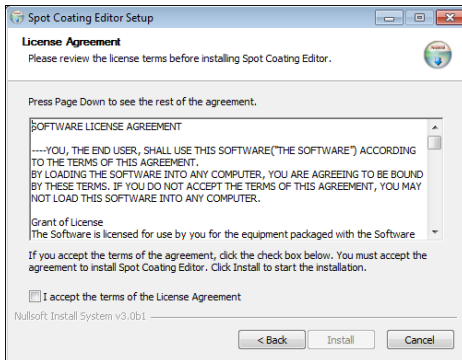 Spot Coating Editor Setup
License Agreement
Please review the license terms before installing Spot Coating Editor.
Press Page Down to see the rest of the agreement.
SOFTWARE LICENSE AGREEMENT
----YOU, THE END USER, SHALL USE THIS SOFTWARE("THE SOFTWARE") ACCORDING
TO THE TERMS OF THIS AGREEMENT.
BY LOADING THE SOFTWARE INTO ANY COMPUTER, YOU ARE AGREEING TO BE BOUND
BY THESE TERMS. IF YOU DO NOT ACCEPT THE TERMS OF THIS AGREEMENT, YOU MAY
NOT LOAD THIS SOFTWARE INTO ANY COMPUTER.
Grant of License
The Software is licensed for use by you for the equipment packaged with the Software
If you accept the terms of the agreement, click the check box below. You must accept the
agreement to install Spot Coating Editor. Click Install to start the installation.
I accept the terms of the License Agreement
Nullsoft Install System v3.0b1
< Back Install Cancel